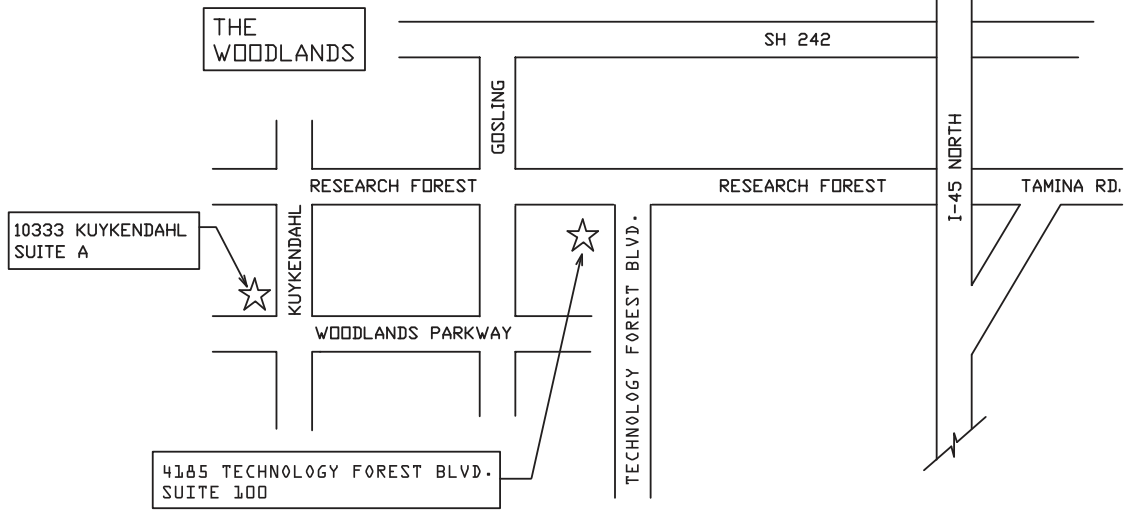 THE
WOODLANDS
SH 242
GOSLING
I-45 NORTH
RESEARCH FOREST
RESEARCH FOREST
TAMINA RD.
10333 KUYKENDAHL
SUITE A
KUYKENDAHL
TECHNOLOGY FOREST BLVD.
WOODLANDS PARKWAY
4185 TECHNOLOGY FOREST BLVD.
SUITE 100